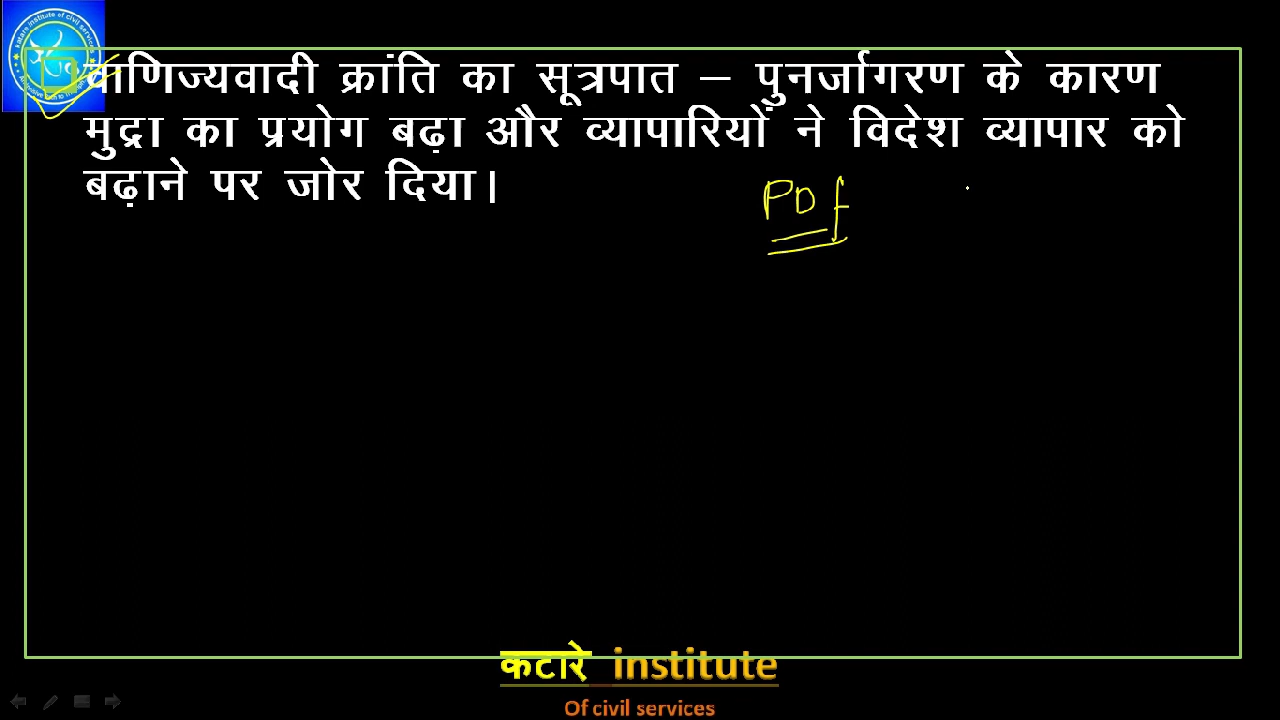 वाणिज्यवादी क्रांति का सूत्रपात – पुनर्जागरण के कारण
मुद्रा का प्रयोग बढ़ा और व्यापारियों ने विदेश व्यापार को
बढ़ाने पर जोर दिया।
PDf
कटारे institute
Of civil services